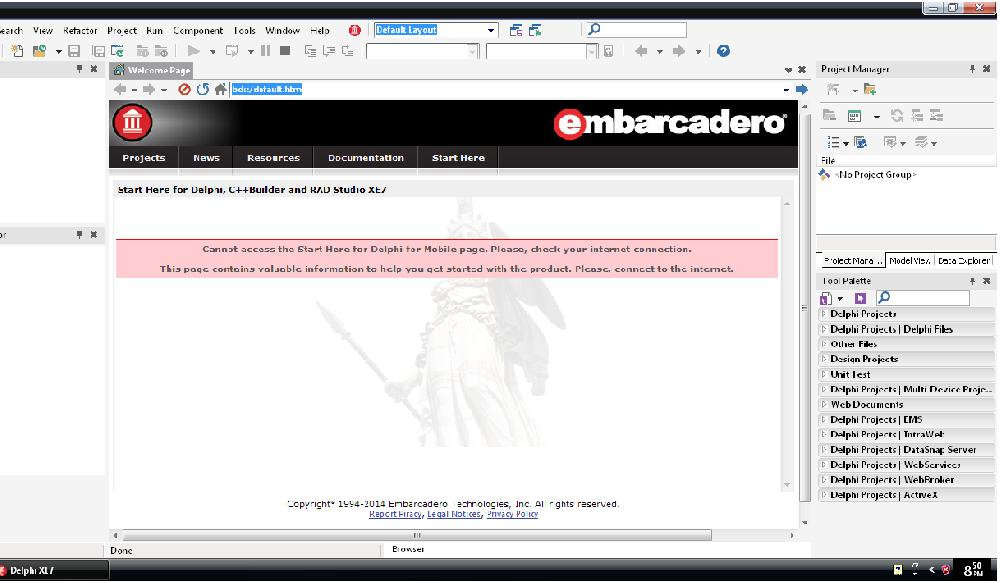 Search View Refactor Project Run Component Tools Window Help
Default Layout
Welcome Page
bds:/default.htm
embarcadero
Projects News Resources Documentation Start Here
Start Here for Delphi, C++Builder and RAD Studio XE7
Cannot access the Start Here for Delphi for Mobile page. Please, check your internet connection.
This page contains valuable information to help you get started with the product. Please, connect to the internet.
Copyright® 1994-2014 Embarcadero Technologies, Inc. All rights reserved.
Report Piracy, Legal Notices, Privacy Policy
Done
Browser
Project Manager
File
<No Project Group>
Project Mana... Model View Data Explorer
Tool Palette
Delphi Projects
Delphi Projects | Delphi Files
Other Files
Design Projects
Unit Test
Delphi Projects | Multi-Device Proje...
Web Documents
Delphi Projects | EMS
Delphi Projects | IntraWeb
Delphi Projects | DataSnap Server
Delphi Projects | WebServices
Delphi Projects | WebBroker
Delphi Projects | ActiveX
Delphi XE7
8 50 PM